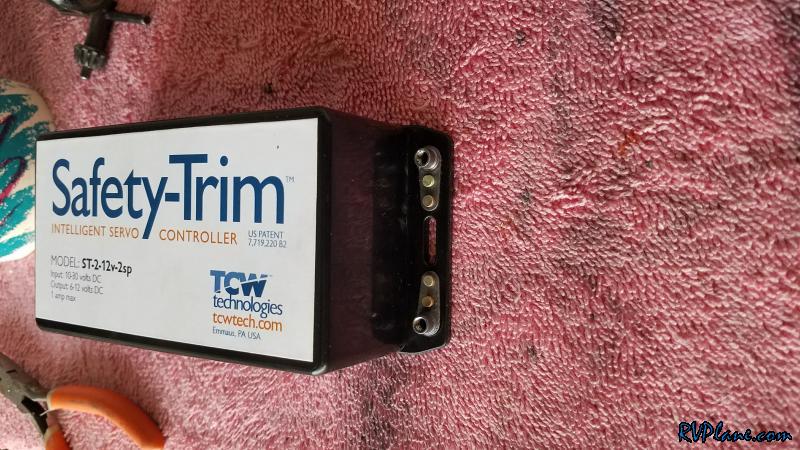 Safety-Trim™
INTELLIGENT SERVO CONTROLLER
US PATENT
7,719,220 B2
MODEL: ST-2-12v-2sp
Input: 10-30 volts DC
Output: 6-12 volts DC
1 amp max
TCW™
technologies
tcwtech.com
Emmaus, PA USA
RVPlane.com